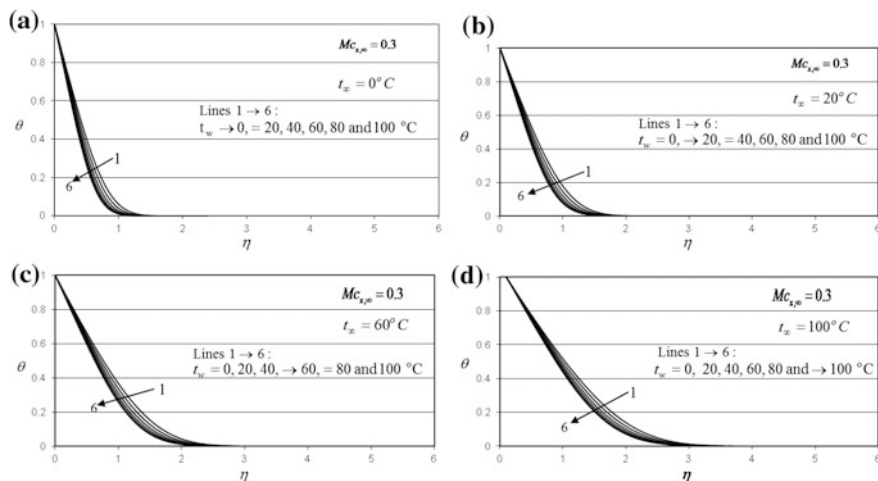 (a)
Mc_{x,∞} = 0.3
t_∞ = 0°C
Lines 1 → 6 :
t_w → 0, = 20, 40, 60, 80 and 100 °C
1
6
θ
1
0.8
0.6
0.4
0.2
0
0 1 2 3 4 5 6
η
(b)
Mc_{x,∞} = 0.3
t_∞ = 20°C
Lines 1 → 6 :
t_w = 0, → 20, = 40, 60, 80 and 100 °C
1
6
θ
1
0.8
0.6
0.4
0.2
0
0 1 2 3 4 5 6
η
(c)
Mc_{x,∞} = 0.3
t_∞ = 60°C
Lines 1 → 6 :
t_w = 0, 20, 40, → 60, = 80 and 100 °C
1
6
θ
1
0.8
0.6
0.4
0.2
0
0 1 2 3 4 5 6
η
(d)
Mc_{x,∞} = 0.3
t_∞ = 100°C
Lines 1 → 6 :
t_w = 0, 20, 40, 60, 80 and → 100 °C
1
6
θ
1
0.8
0.6
0.4
0.2
0
0 1 2 3 4 5 6
η